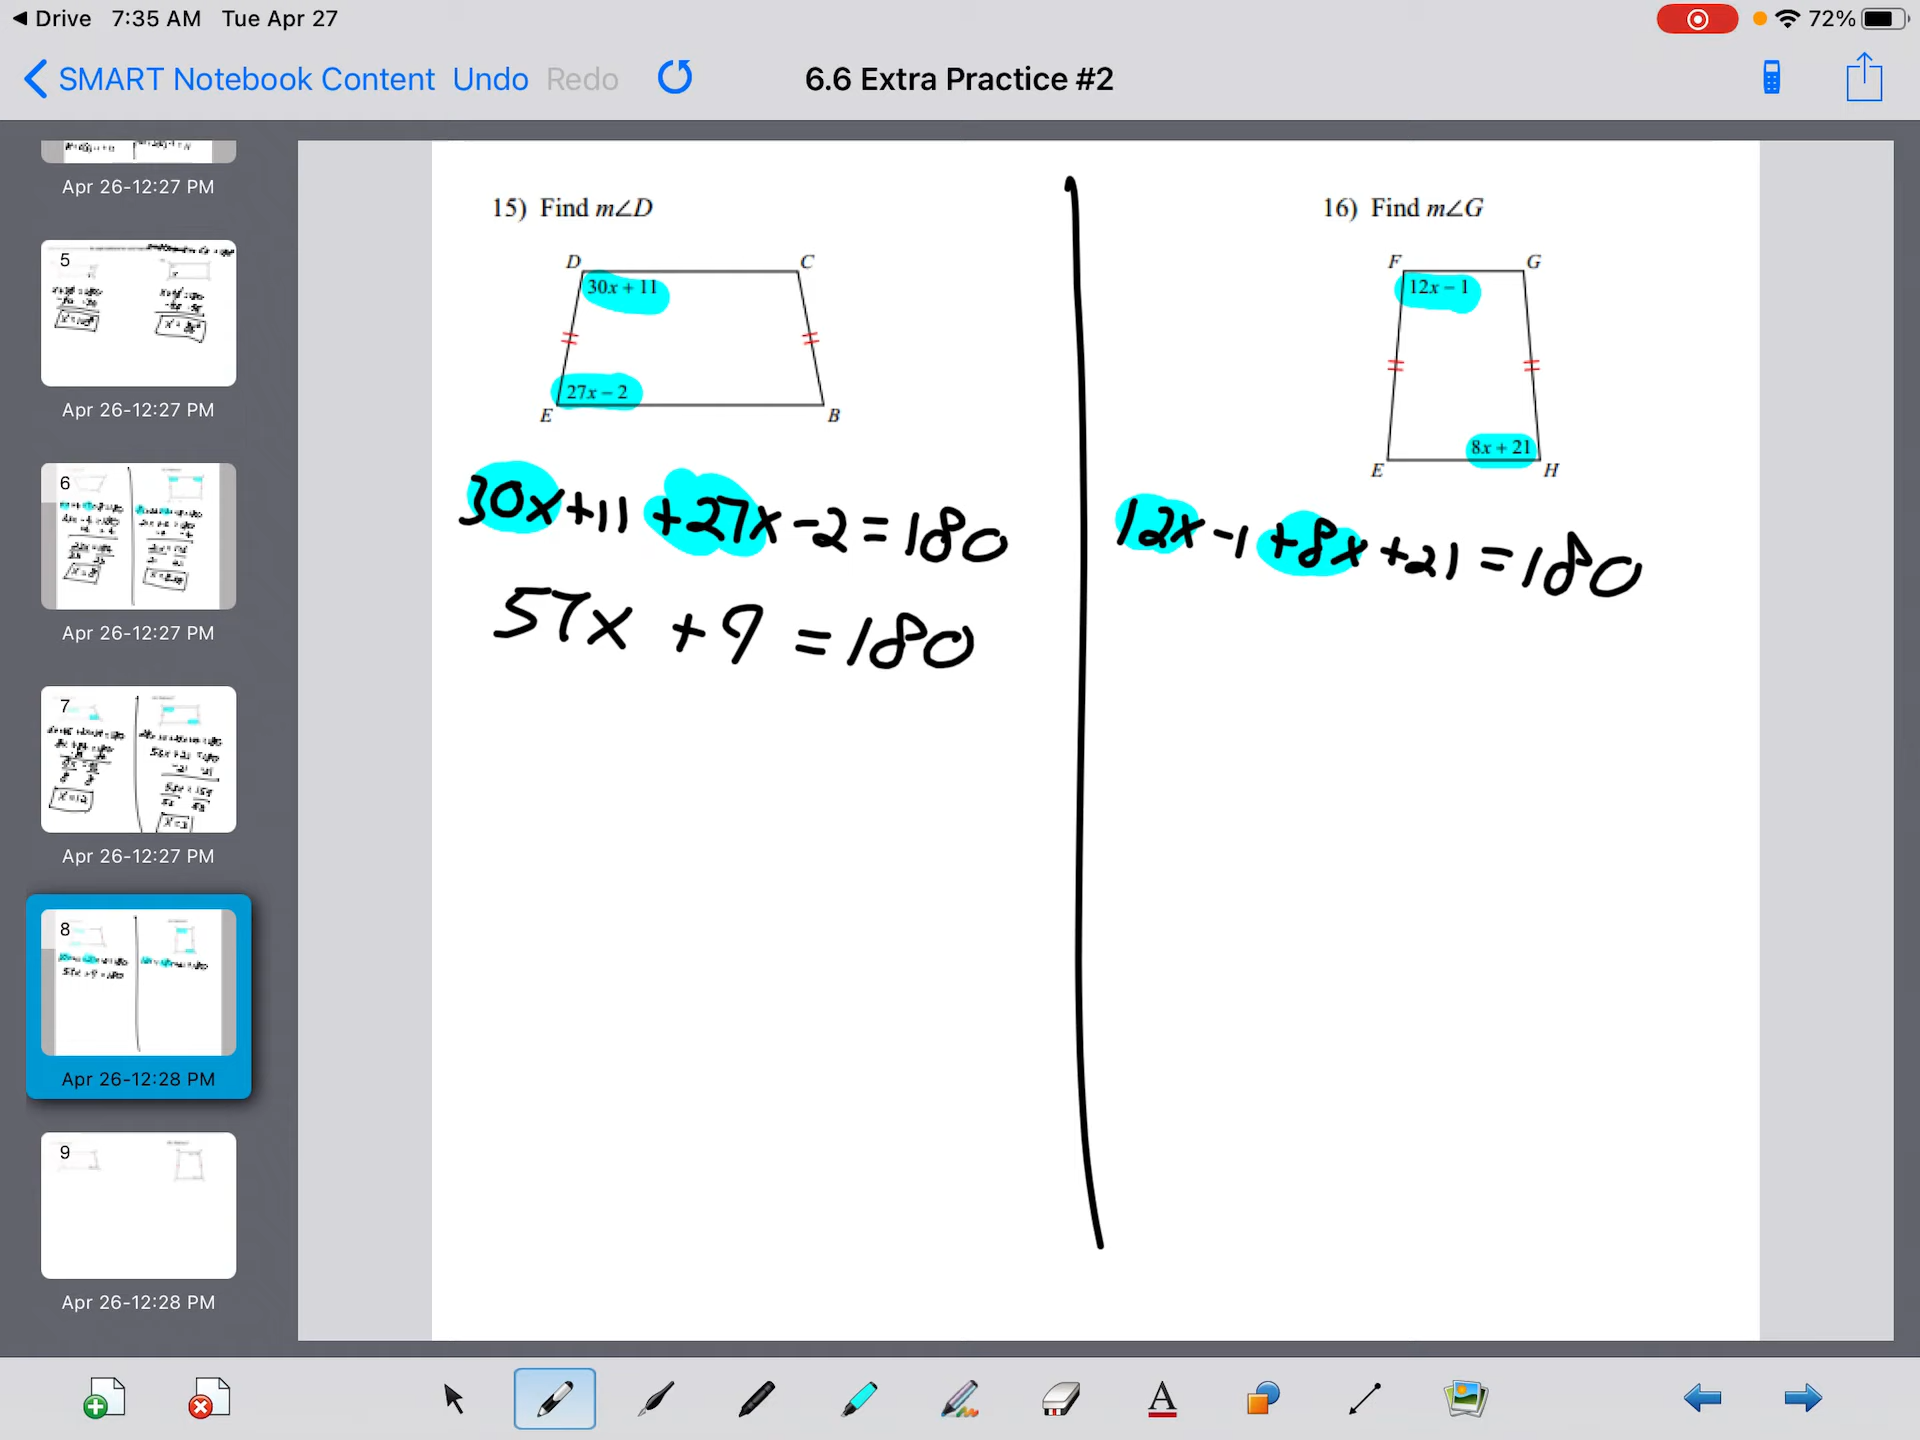 Drive 7:35 AM Tue Apr 27
72%
SMART Notebook Content Undo Redo
6.6 Extra Practice #2
Apr 26-12:27 PM
5
Apr 26-12:27 PM
6
Apr 26-12:27 PM
7
Apr 26-12:27 PM
8
Apr 26-12:28 PM
9
Apr 26-12:28 PM
15) Find m∠D
D
C
30x + 11
27x – 2
E
B
30x+11 +27x-2=180
57x +9 =180
16) Find m∠G
F
G
12x – 1
8x + 21
E
H
12x-1+8x+21=180
A